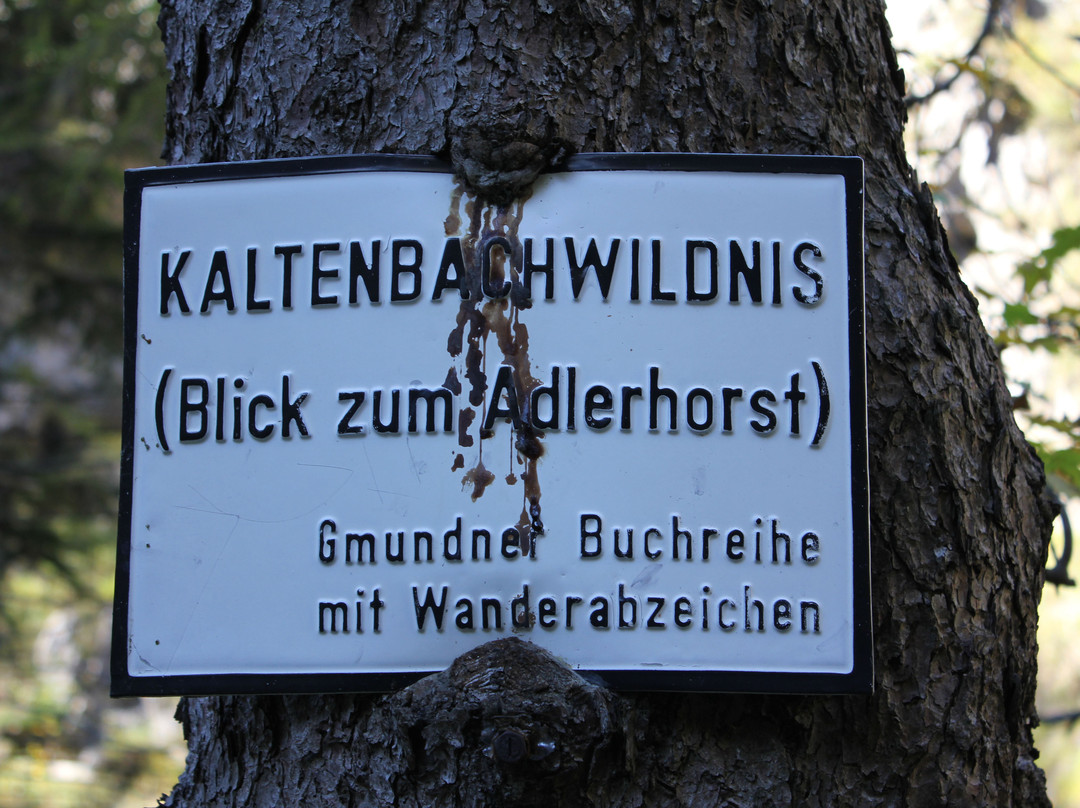 KALTENBACHWILDNIS
(Blick zum Adlerhorst)
Gmundner Buchreihe
mit Wanderabzeichen